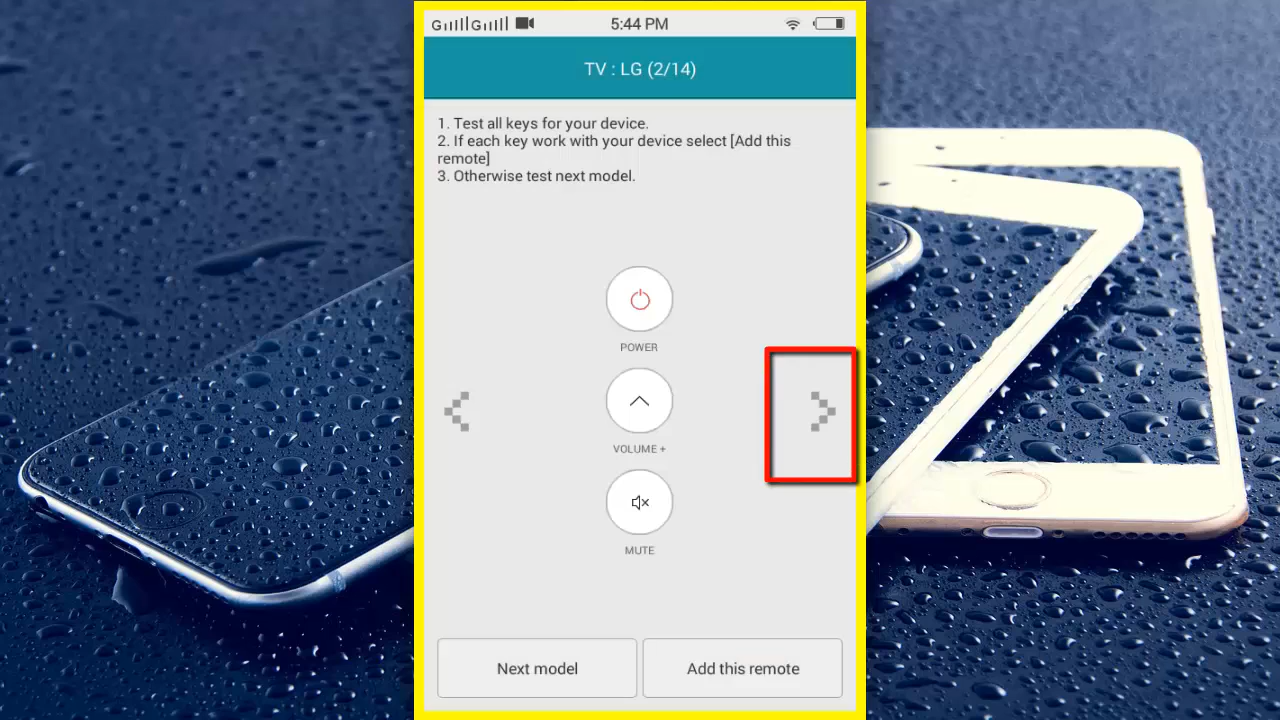 GG 5:44 PM
TV : LG (2/14)
1. Test all keys for your device.
2. If each key work with your device select [Add this
remote]
3. Otherwise test next model.
POWER
VOLUME +
MUTE
Next model Add this remote